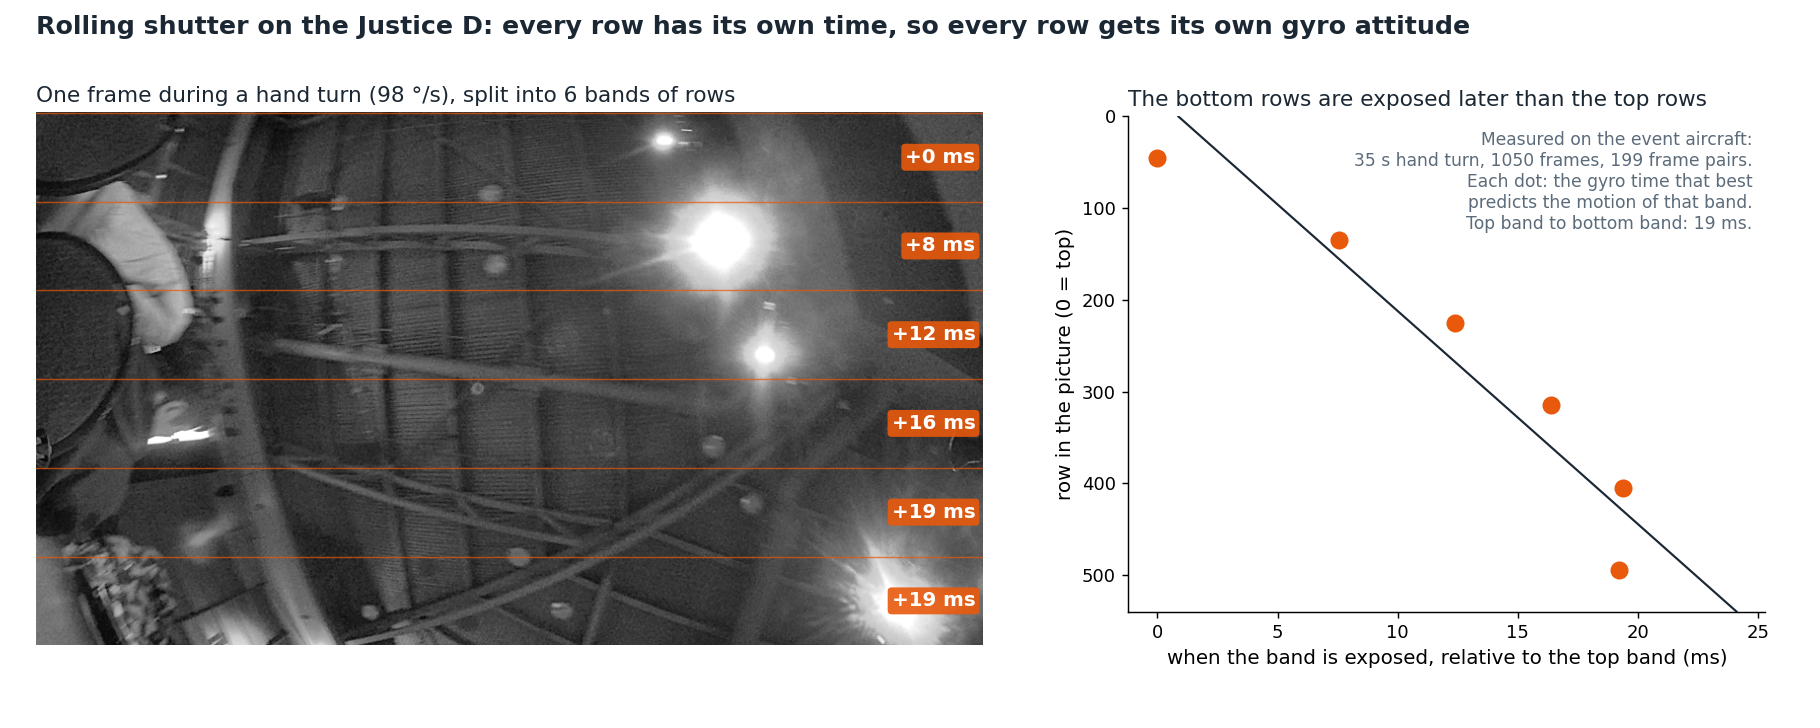 Rolling shutter on the Justice D: every row has its own time, so every row gets its own gyro attitude
One frame during a hand turn (98 °/s), split into 6 bands of rows
+0 ms
+8 ms
+12 ms
+16 ms
+19 ms
+19 ms
The bottom rows are exposed later than the top rows
Measured on the event aircraft:
35 s hand turn, 1050 frames, 199 frame pairs.
Each dot: the gyro time that best
predicts the motion of that band.
Top band to bottom band: 19 ms.
row in the picture (0 = top)
0
100
200
300
400
500
0
5
10
15
20
25
when the band is exposed, relative to the top band (ms)